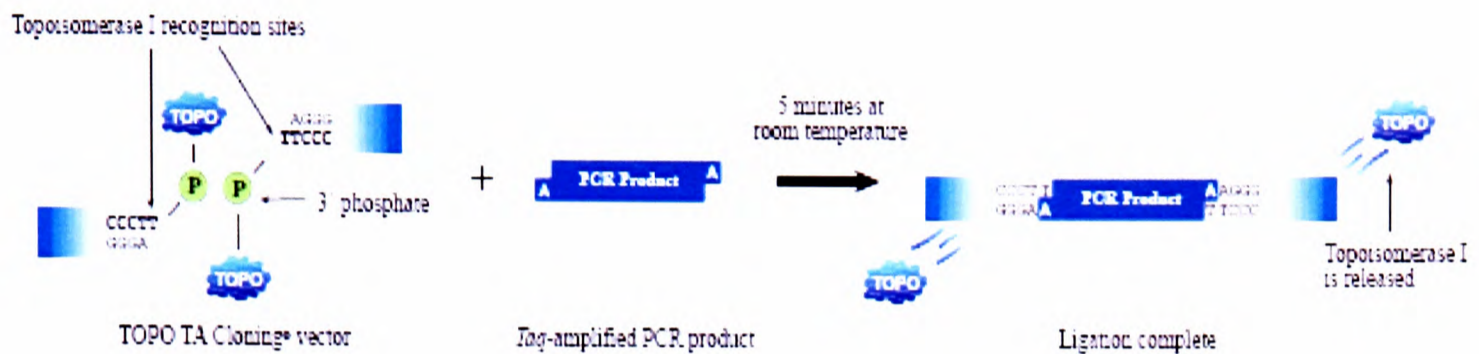 Topoisomerase I recognition sites
TOPO
AGGG
TTCCC
P P
3' phosphate
CCCTT
GGGA
TOPO
TOPO TA Cloning® vector
+
A PCR Product A
Taq-amplified PCR product
5 minutes at
room temperature
TOPO
CCCTT PCR Product A AGGG
GGGA A TTCCC
TOPO
Topoisomerase I
is released
Ligation complete